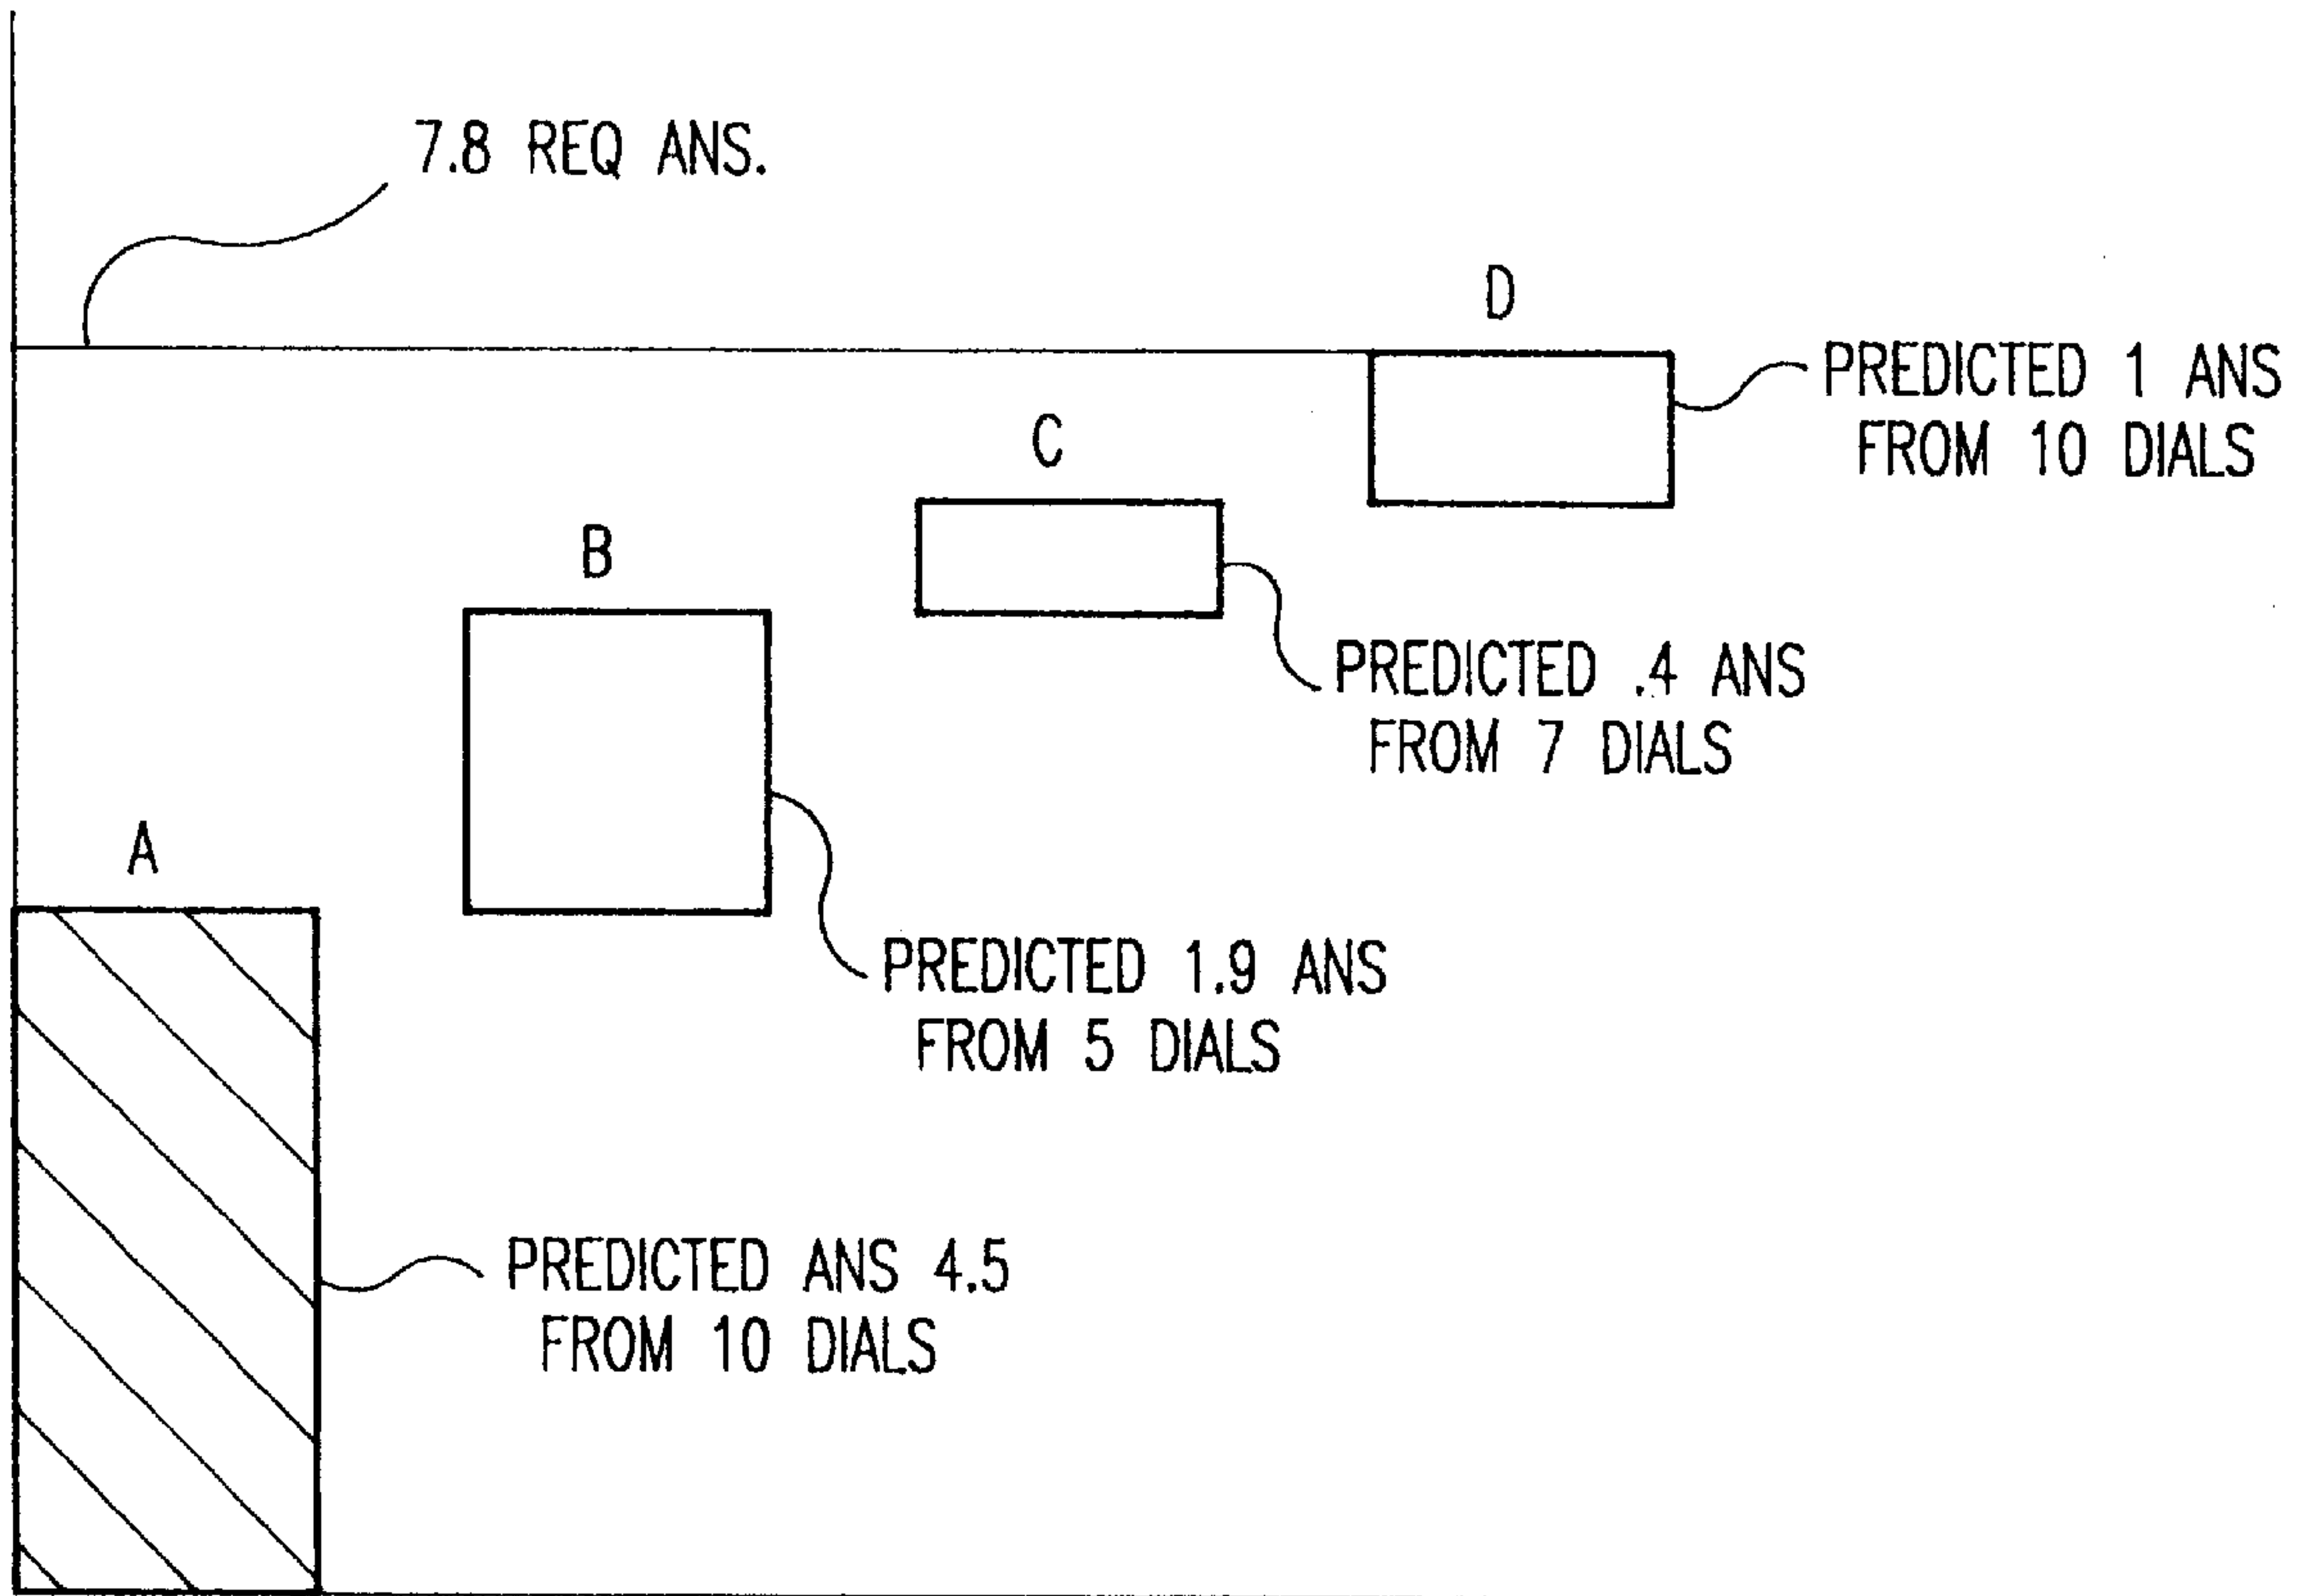 7.8 REQ ANS.
D
PREDICTED 1 ANS
FROM 10 DIALS
C
B
PREDICTED .4 ANS
FROM 7 DIALS
A
PREDICTED 1.9 ANS
FROM 5 DIALS
PREDICTED ANS 4.5
FROM 10 DIALS